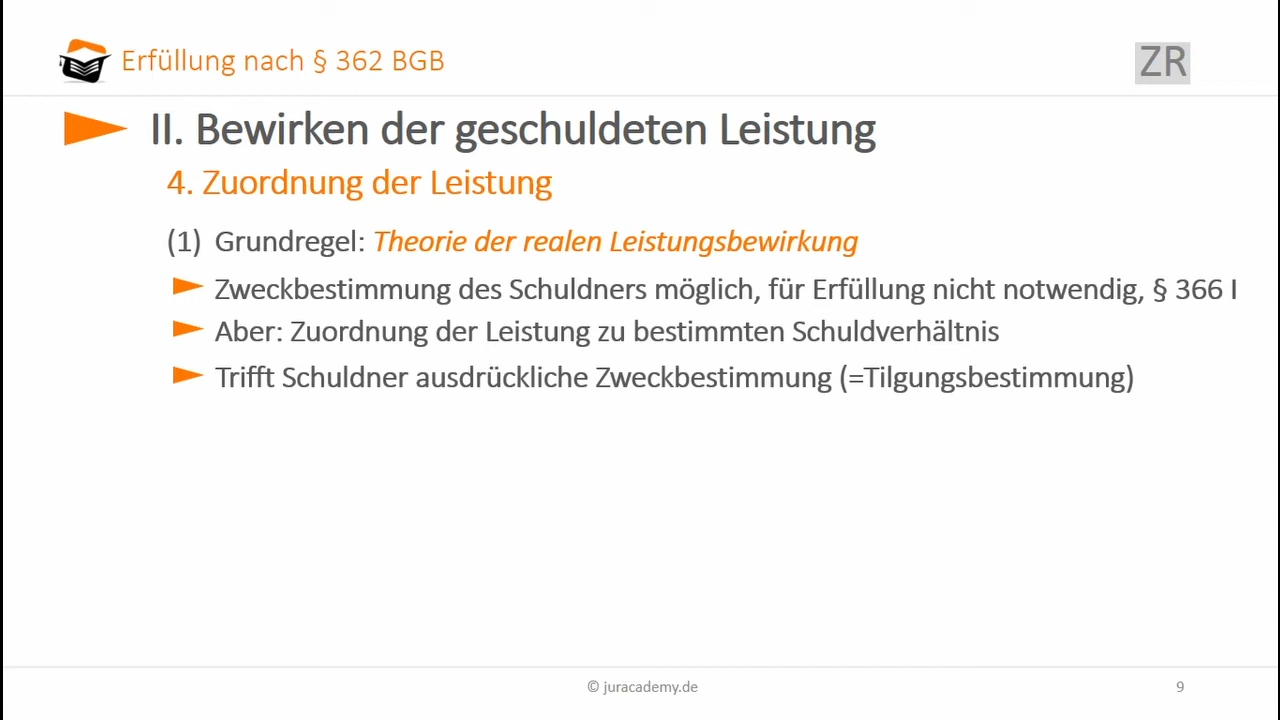 Erfüllung nach § 362 BGB
ZR
II. Bewirken der geschuldeten Leistung
4. Zuordnung der Leistung
(1) Grundregel: Theorie der realen Leistungsbewirkung
Zweckbestimmung des Schuldners möglich, für Erfüllung nicht notwendig, § 366 I
Aber: Zuordnung der Leistung zu bestimmten Schuldverhältnis
Trifft Schuldner ausdrückliche Zweckbestimmung (=Tilgungsbestimmung)
© juracademy.de
9